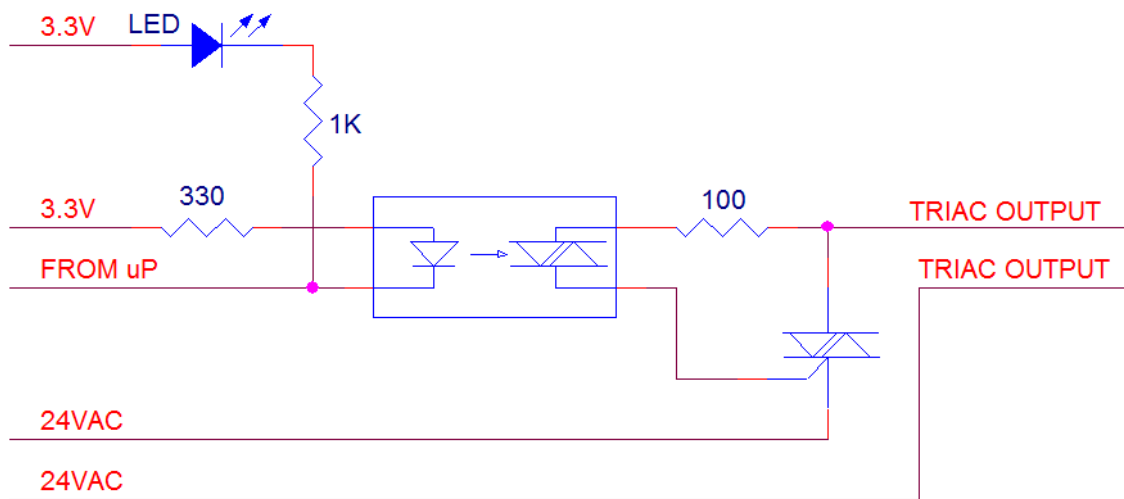 3.3V LED
1K
3.3V 330 100 TRIAC OUTPUT
FROM uP TRIAC OUTPUT
24VAC
24VAC